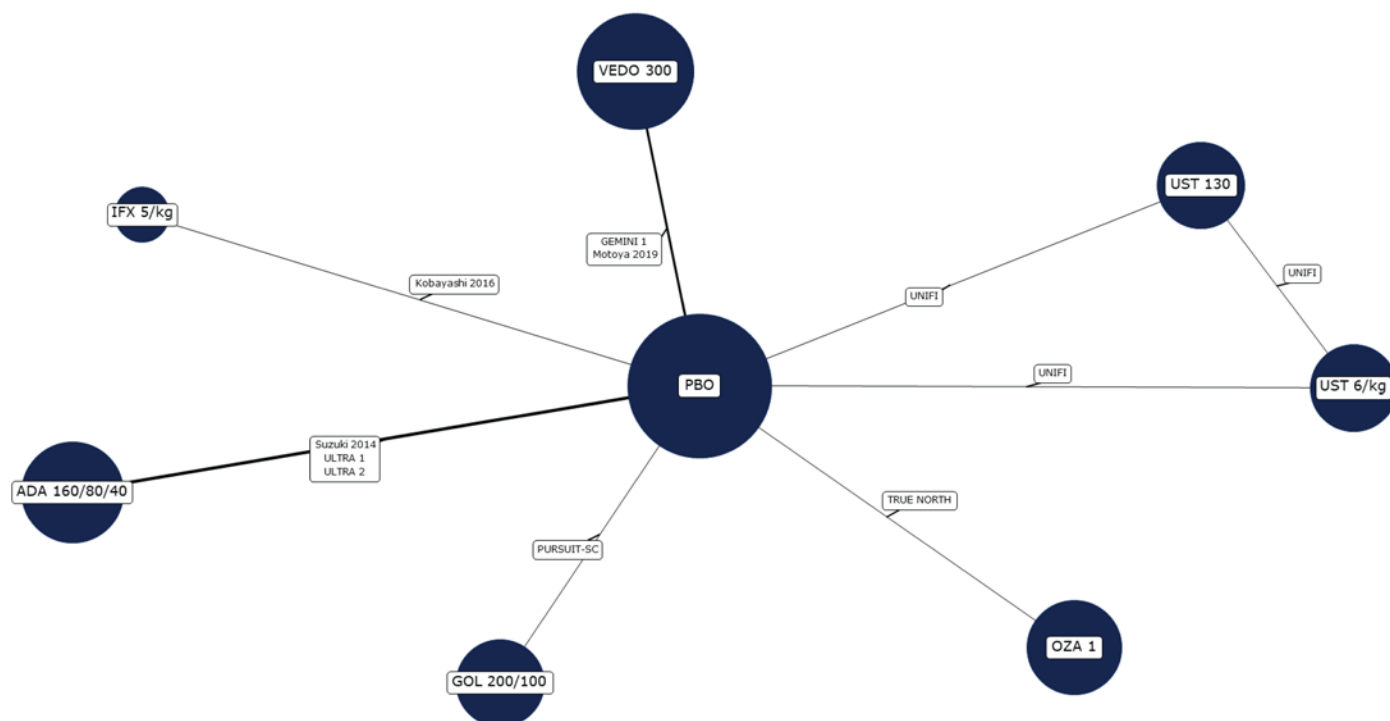 VEDO 300
UST 130
IFX 5/kg
GEMINI 1
Motoya 2019
UNIFI
Kobayashi 2016
UNIFI
UNIFI
PBO
UST 6/kg
Suzuki 2014
ULTRA 1
ULTRA 2
ADA 160/80/40
TRUE NORTH
PURSUIT-SC
OZA 1
GOL 200/100